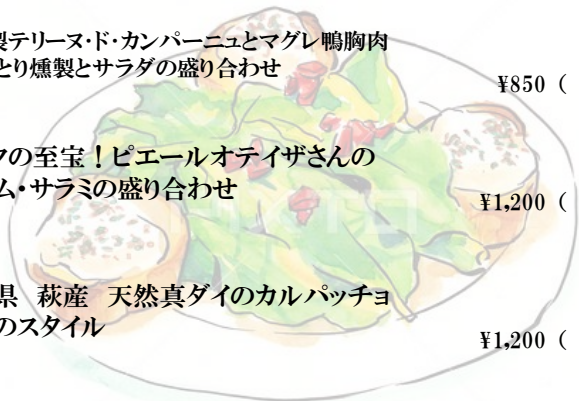 製テリーヌ・ド・カンパーニュとマグレ鴨胸肉
とり燻製とサラダの盛り合わせ
¥850（
クの至宝！ピエールオテイザさんの
ム・サラミの盛り合わせ
¥1,200（
県　萩産　天然真ダイのカルパッチョ
のスタイル
¥1,200（